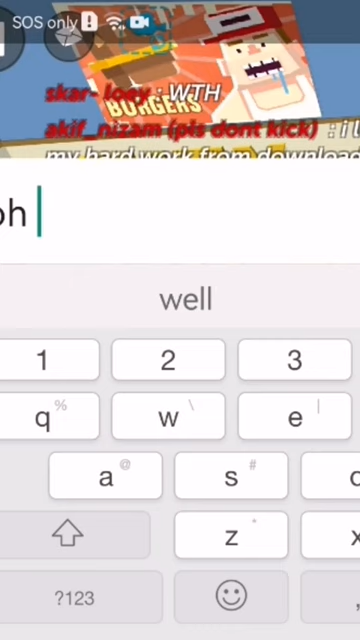 SOS only
skar- loey : WTH
BURGERS
akif_nizam (pls dont kick) : i l
my hard work from download
oh
well
1 2 3
q % w \ e |
a @ s #
z *
?123